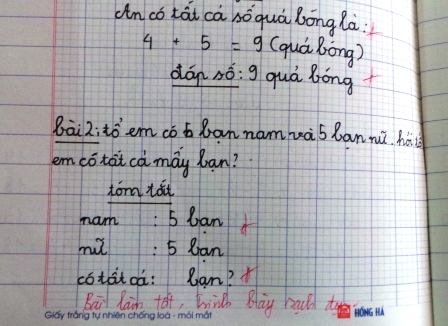 An có tất cả số quả bóng là:
4 + 5 = 9 (quả bóng)
đáp số: 9 quả bóng
bài 2: tổ em có 5 bạn nam và 5 bạn nữ. hỏi tổ
em có tất cả mấy bạn?
tóm tắt
nam : 5 bạn
nữ : 5 bạn
có tất cả: bạn?
Bài làm tốt, trình bày sạch đẹp
Giấy trắng tự nhiên chống loá - mỏi mắt HỒNG HÀ